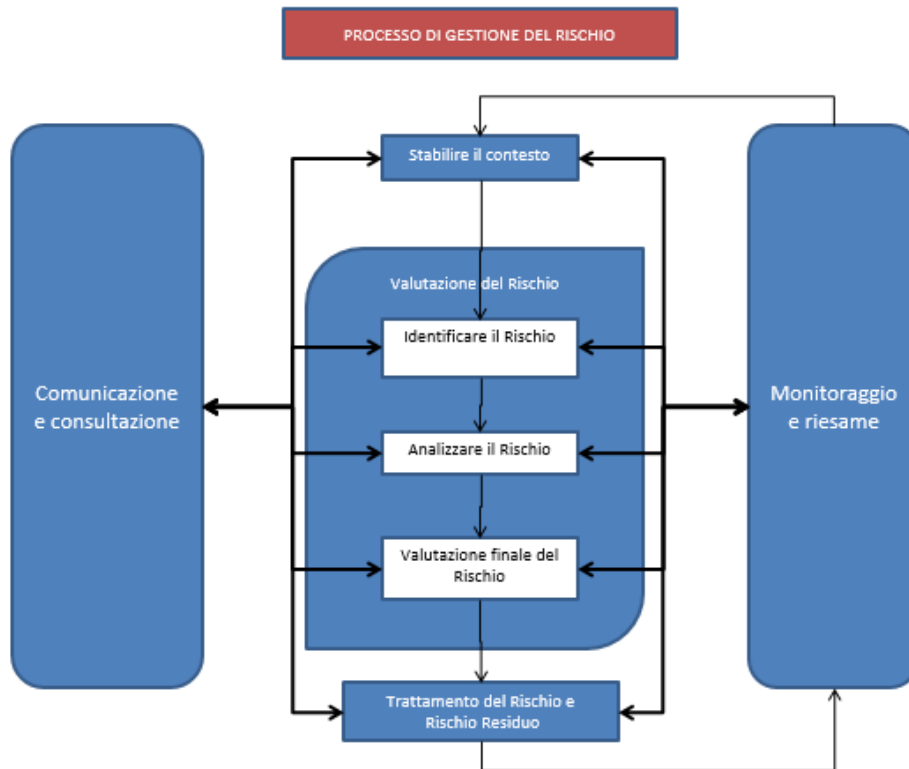 PROCESSO DI GESTIONE DEL RISCHIO
Stabilire il contesto
Valutazione del Rischio
Identificare il Rischio
Comunicazione
e consultazione
Monitoraggio
e riesame
Analizzare il Rischio
Valutazione finale del
Rischio
Trattamento del Rischio e
Rischio Residuo